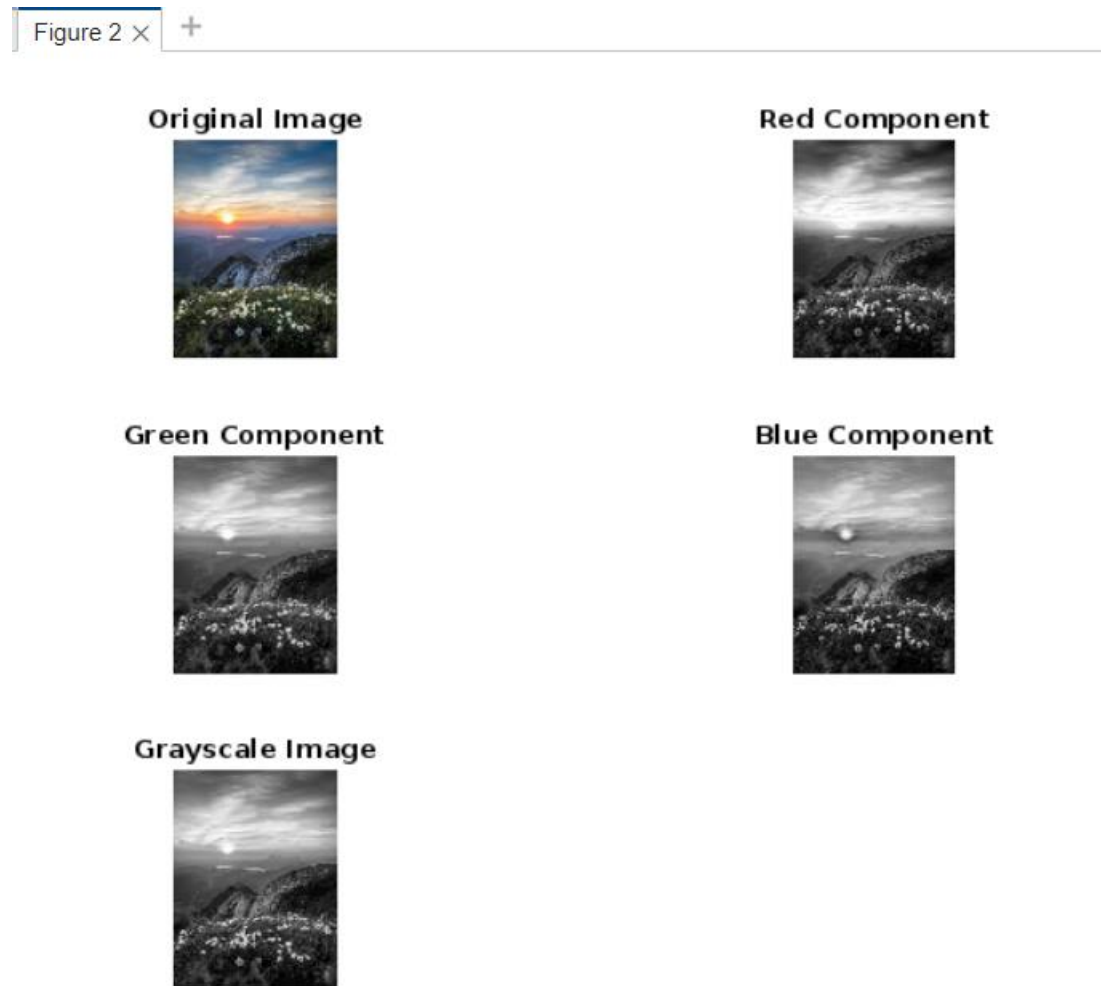 Figure 2
Original Image
Red Component
Green Component
Blue Component
Grayscale Image